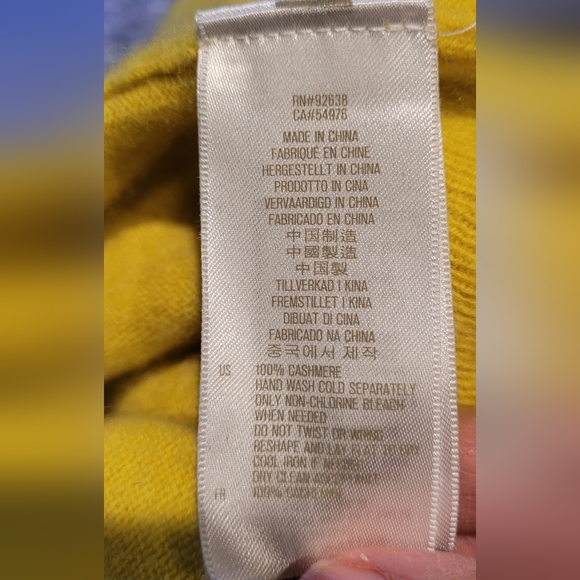 RN#92638
CA#54976
MADE IN CHINA
FABRIQUÉ EN CHINE
HERGESTELLT IN CHINA
PRODOTTO IN CINA
VERVAARDIGD IN CHINA
FABRICADO EN CHINA
中国制造
中國製造
中国製
TILLVERKAD I KINA
FREMSTILLET I KINA
DIBUAT DI CINA
FABRICADO NA CHINA
중국에서 제작
US 100% CASHMERE
HAND WASH COLD SEPARATELY
ONLY NON-CHLORINE BLEACH
WHEN NEEDED
DO NOT TWIST OR WRING
RESHAPE AND LAY FLAT TO DRY
COOL IRON IF NEEDED
DRY CLEAN
FR 100%